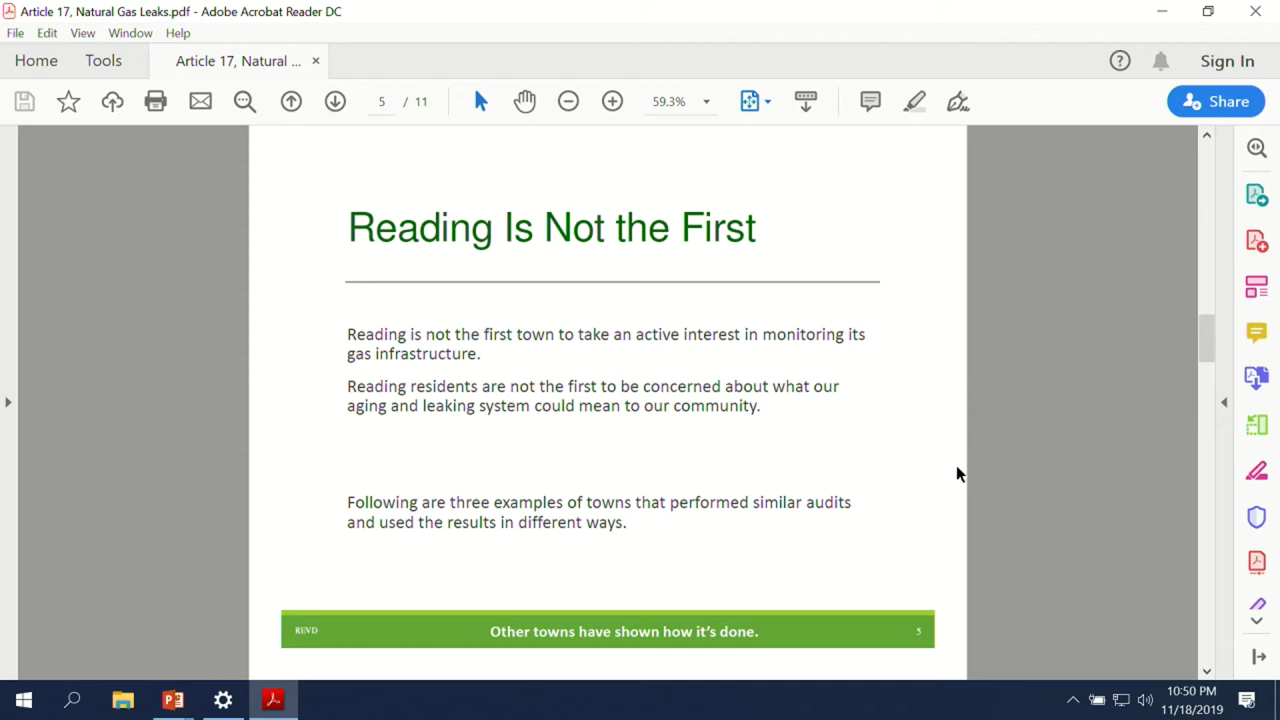 Article 17, Natural Gas Leaks.pdf - Adobe Acrobat Reader DC
File Edit View Window Help
Home Tools Article 17, Natural ... × Sign In
5 / 11 59.3% Share
Reading Is Not the First
Reading is not the first town to take an active interest in monitoring its
gas infrastructure.
Reading residents are not the first to be concerned about what our
aging and leaking system could mean to our community.
Following are three examples of towns that performed similar audits
and used the results in different ways.
REVD Other towns have shown how it's done. 5
10:50 PM
11/18/2019